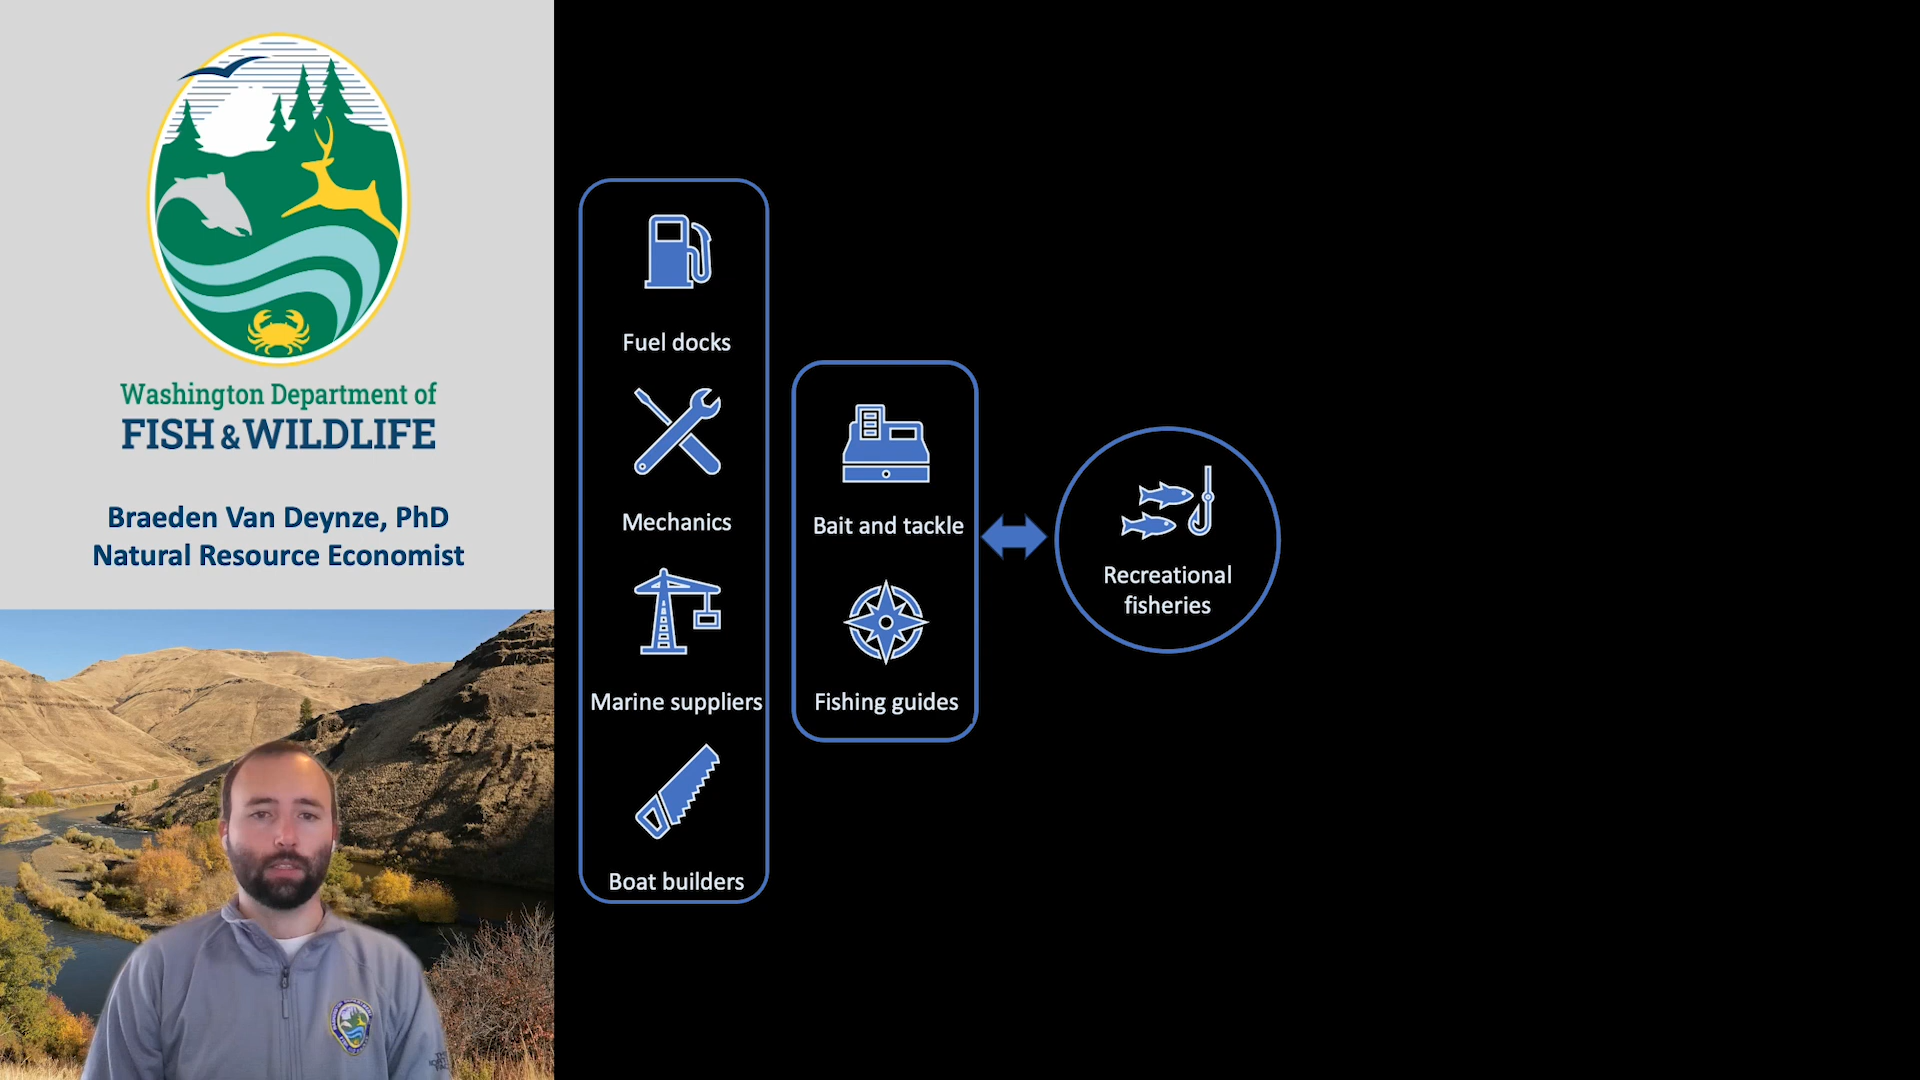 Washington Department of
FISH & WILDLIFE
Braeden Van Deynze, PhD
Natural Resource Economist
Fuel docks
Mechanics
Marine suppliers
Boat builders
Bait and tackle
Fishing guides
Recreational
fisheries